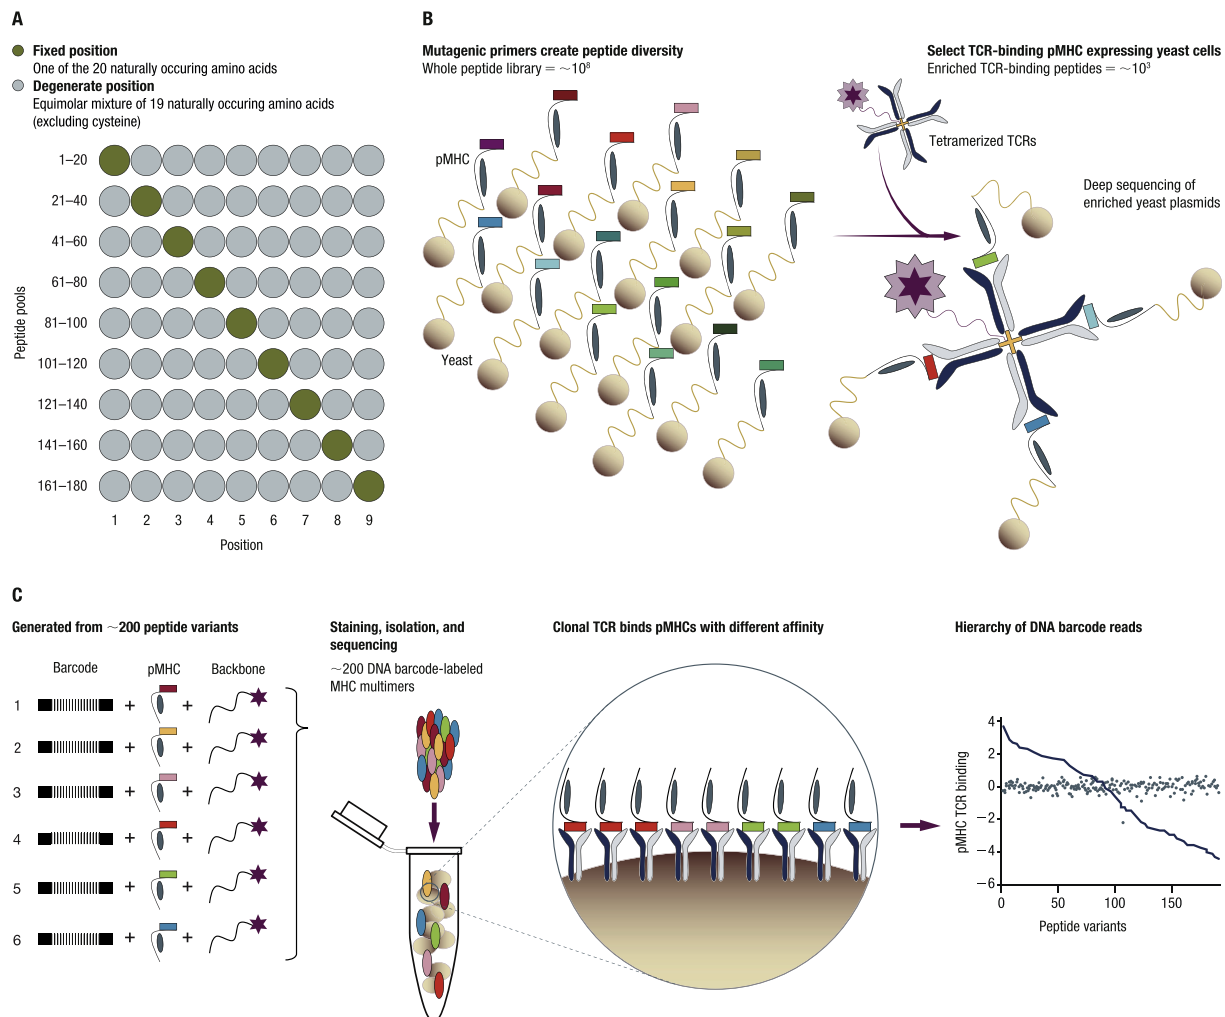 A
Fixed position
One of the 20 naturally occuring amino acids
Degenerate position
Equimolar mixture of 19 naturally occuring amino acids
(excluding cysteine)
Peptide pools
1–20
21–40
41–60
61–80
81–100
101–120
121–140
141–160
161–180
1 2 3 4 5 6 7 8 9
Position
B
Mutagenic primers create peptide diversity
Whole peptide library = ~10⁸
pMHC
Yeast
Select TCR-binding pMHC expressing yeast cells
Enriched TCR-binding peptides = ~10³
Tetramerized TCRs
Deep sequencing of
enriched yeast plasmids
C
Generated from ~200 peptide variants
Barcode pMHC Backbone
1 + +
2 + +
3 + +
4 + +
5 + +
6 + +
Staining, isolation, and
sequencing
~200 DNA barcode-labeled
MHC multimers
Clonal TCR binds pMHCs with different affinity
Hierarchy of DNA barcode reads
pMHC TCR binding
4
2
0
−2
−4
−6
0 50 100 150
Peptide variants